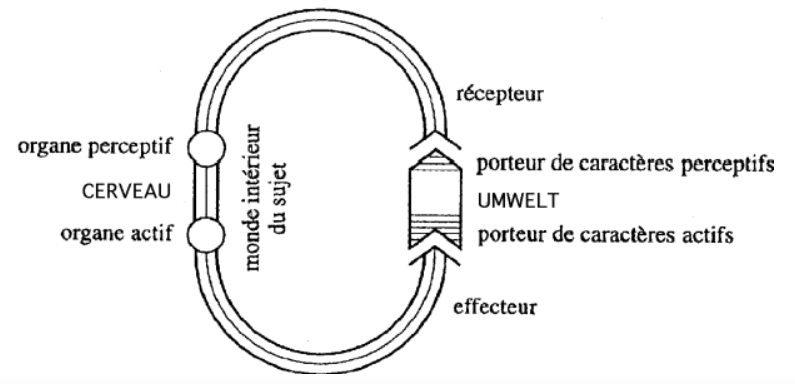 récepteur
organe perceptif
porteur de caractères perceptifs
CERVEAU
UMWELT
monde intérieur
du sujet
organe actif
porteur de caractères actifs
effecteur